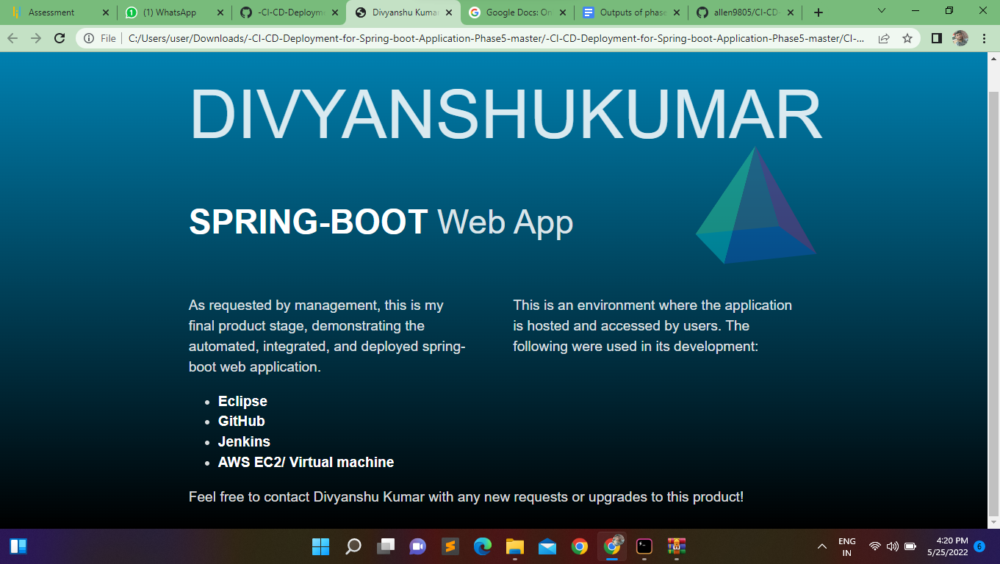 Assessment
(1) WhatsApp
-CI-CD-Deploym
Divyanshu Kumar
Google Docs: On
Outputs of phase
allen9805/CI-CD
File
C:/Users/user/Downloads/-CI-CD-Deployment-for-Spring-boot-Application-Phase5-master/-CI-CD-Deployment-for-Spring-boot-Application-Phase5-master/CI-...
DIVYANSHUKUMAR
SPRING-BOOT Web App
As requested by management, this is my
final product stage, demonstrating the
automated, integrated, and deployed spring-
boot web application.
This is an environment where the application
is hosted and accessed by users. The
following were used in its development:
• Eclipse
• GitHub
• Jenkins
• AWS EC2/ Virtual machine
Feel free to contact Divyanshu Kumar with any new requests or upgrades to this product!
ENG
IN
4:20 PM
5/25/2022
6